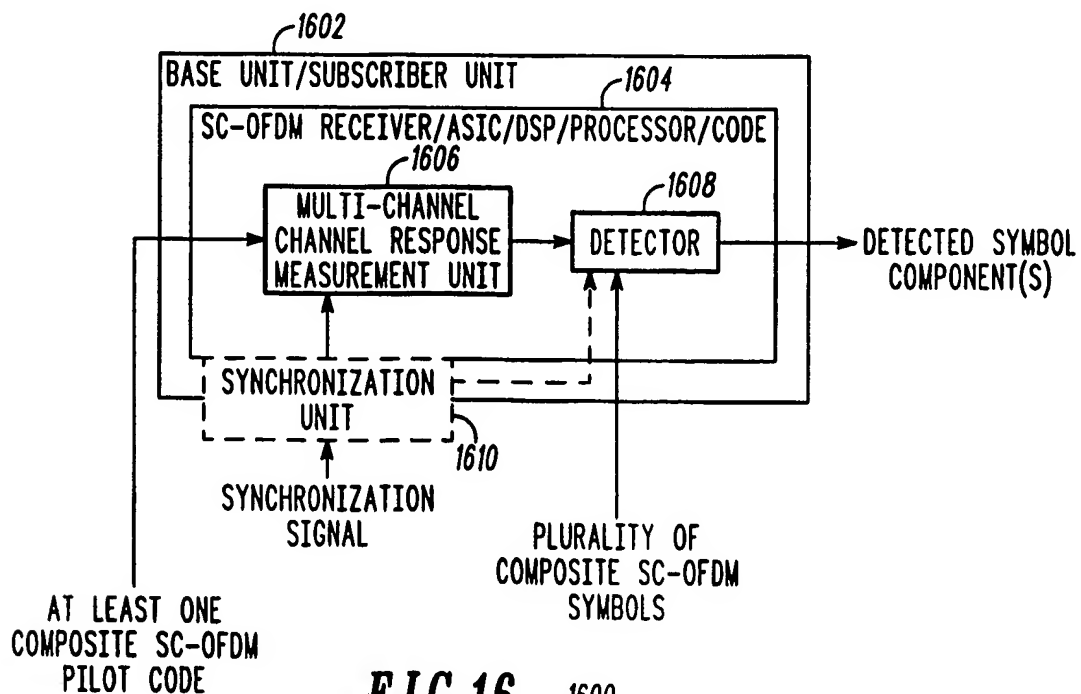 1602
BASE UNIT/SUBSCRIBER UNIT
1604
SC-OFDM RECEIVER/ASIC/DSP/PROCESSOR/CODE
1606
MULTI-CHANNEL
CHANNEL RESPONSE
MEASUREMENT UNIT
1608
DETECTOR
DETECTED SYMBOL
COMPONENT(S)
SYNCHRONIZATION
UNIT
1610
SYNCHRONIZATION
SIGNAL
PLURALITY OF
COMPOSITE SC-OFDM
SYMBOLS
AT LEAST ONE
COMPOSITE SC-OFDM
PILOT CODE
FIG.16
1600